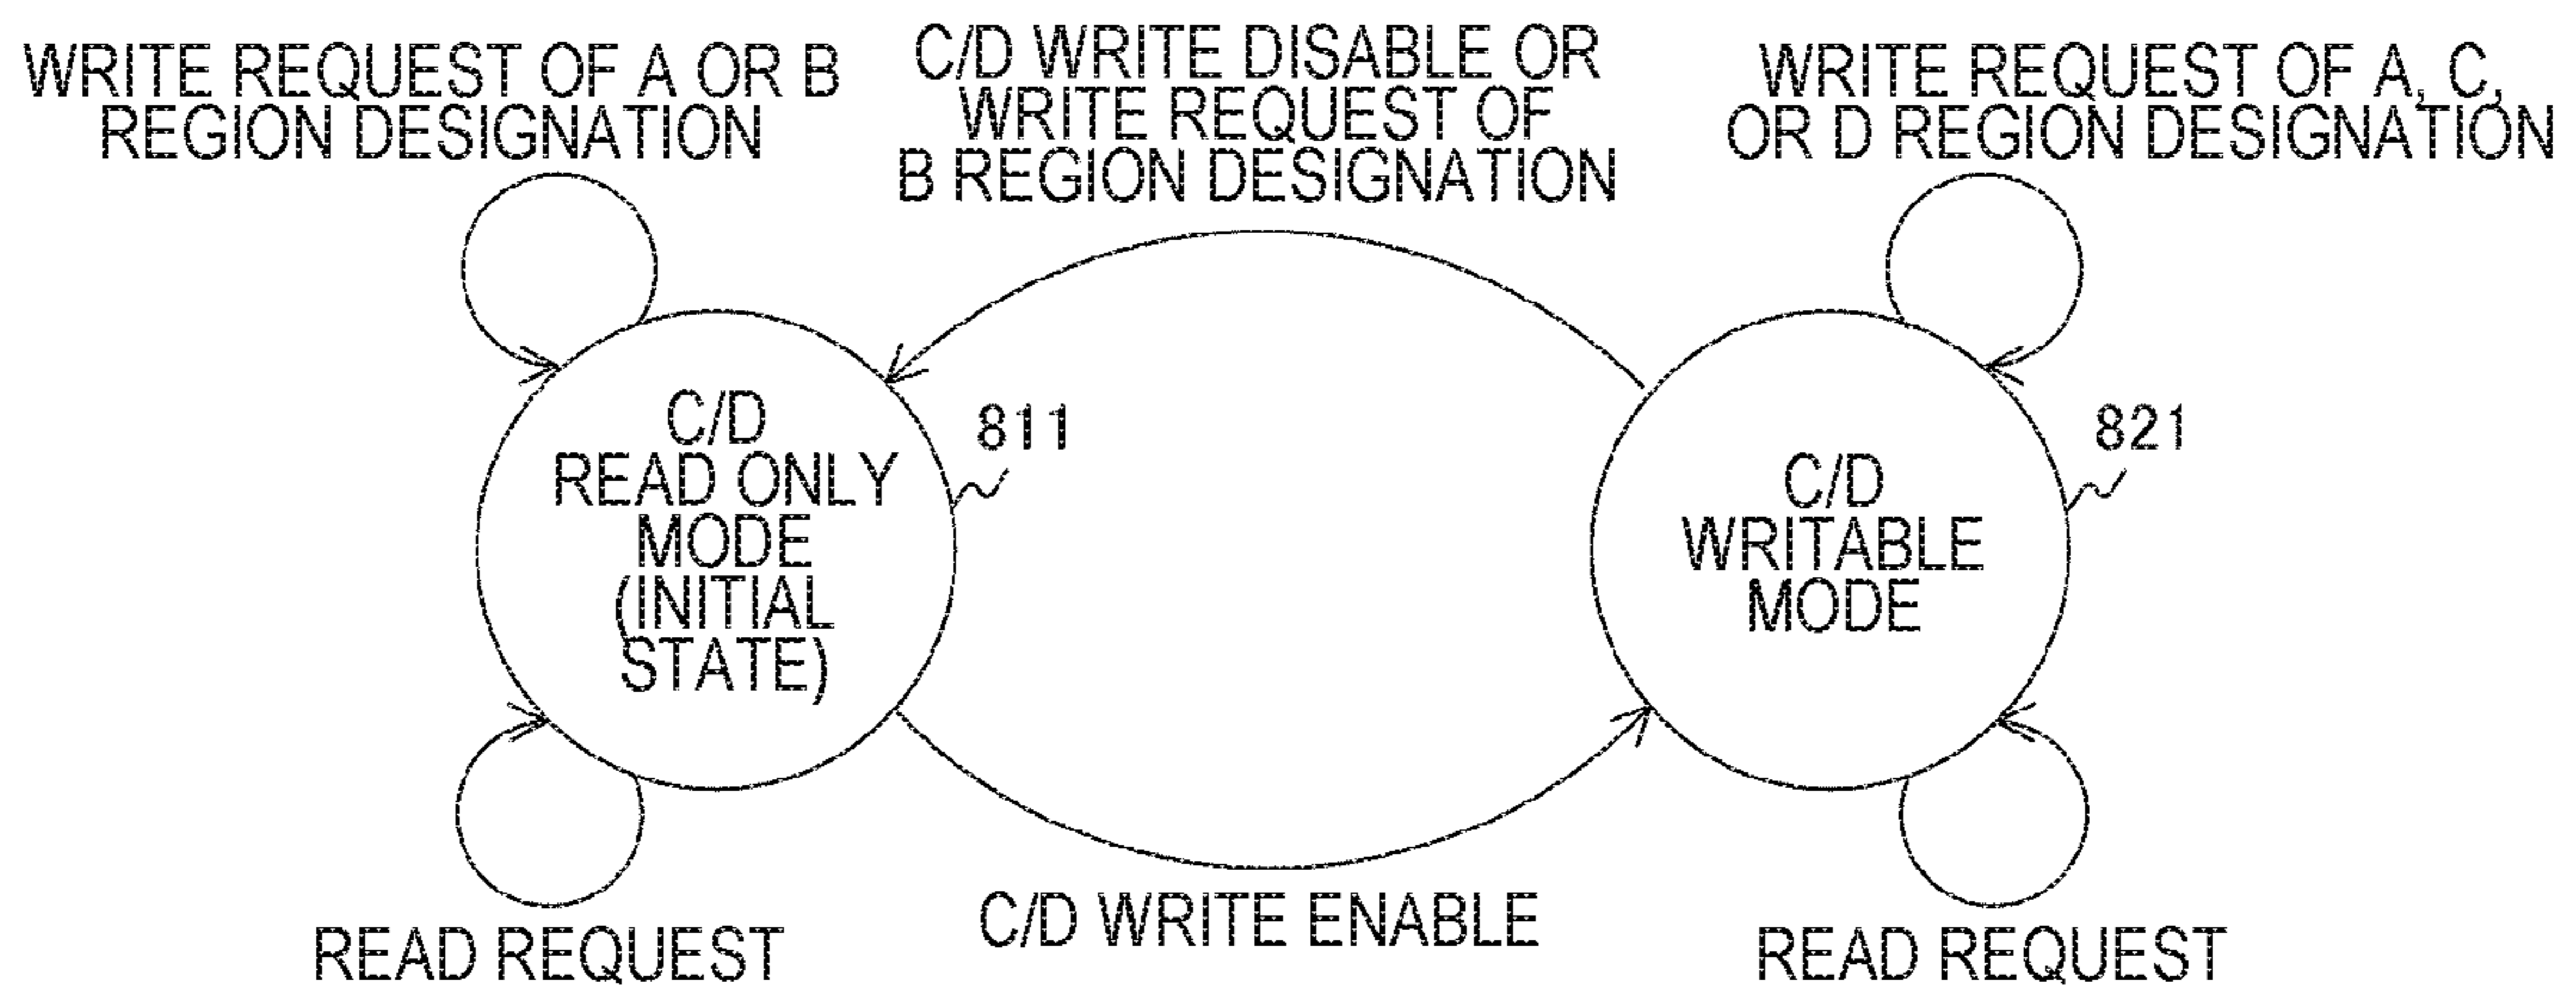 WRITE REQUEST OF A OR B
REGION DESIGNATION
C/D WRITE DISABLE OR
WRITE REQUEST OF
B REGION DESIGNATION
WRITE REQUEST OF A, C,
OR D REGION DESIGNATION
C/D
READ ONLY
MODE
(INITIAL
STATE)
811
C/D
WRITABLE
MODE
821
READ REQUEST
C/D WRITE ENABLE
READ REQUEST